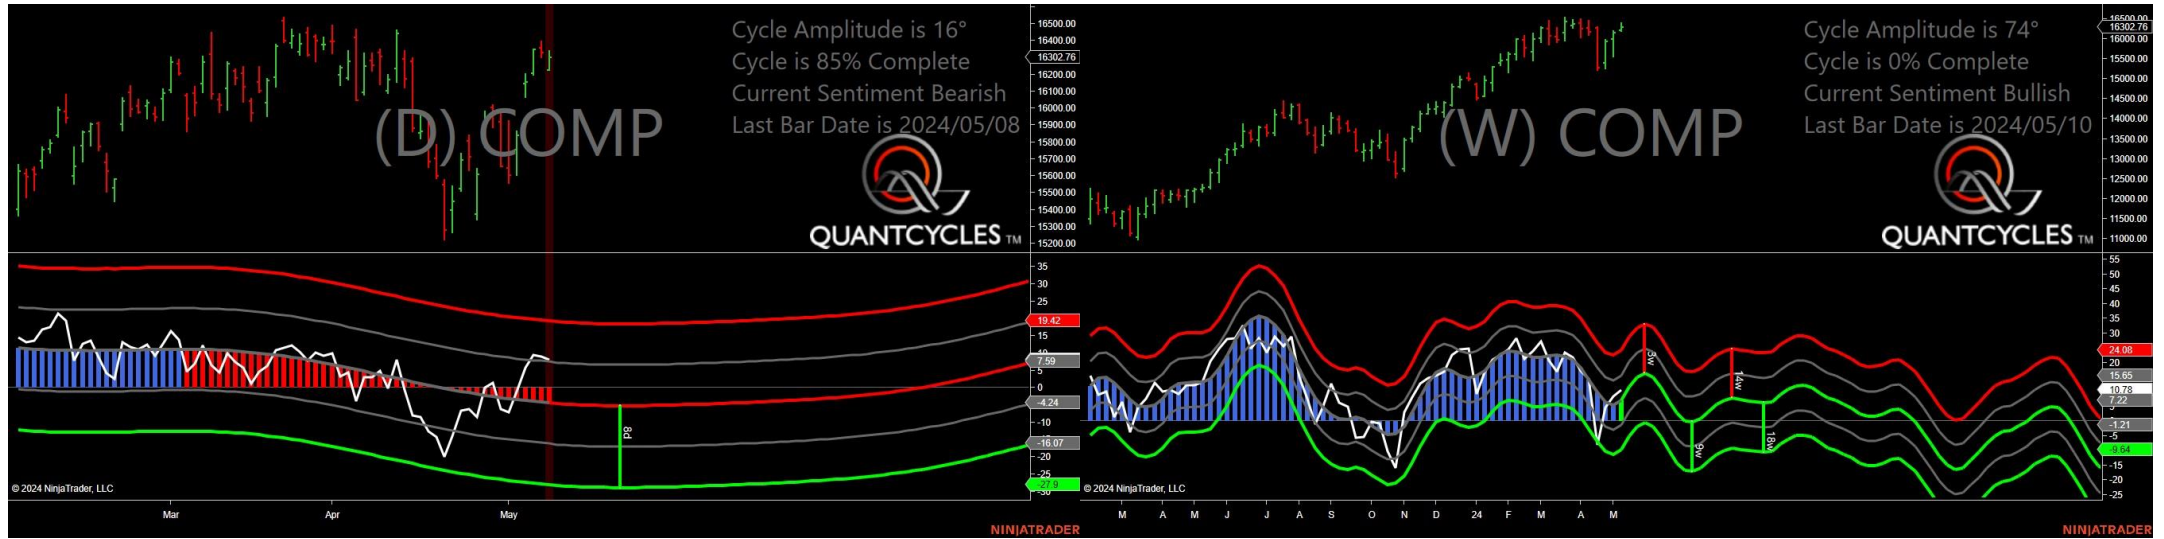 Cycle Amplitude is 16°
Cycle is 85% Complete
Current Sentiment Bearish
Last Bar Date is 2024/05/08
(D) COMP
QUANTCYCLES TM
16500.00
16400.00
16302.76
16200.00
16000.00
15900.00
15800.00
15700.00
15600.00
15500.00
15400.00
15300.00
15200.00
35
30
25
19.42
15
7.59
5
0
-4.24
-10
-16.07
-20
-27.9
8d
© 2024 NinjaTrader, LLC
Mar
Apr
May
NINJATRADER
Cycle Amplitude is 74°
Cycle is 0% Complete
Current Sentiment Bullish
Last Bar Date is 2024/05/10
(W) COMP
QUANTCYCLES TM
16500.00
16302.76
16000.00
15500.00
15000.00
14500.00
14000.00
13500.00
13000.00
12500.00
12000.00
11500.00
11000.00
55
50
45
40
35
30
24.08
20
15.65
10.78
7.22
-1.21
-5
-9.64
-15
-20
-25
14w
9w
18w
© 2024 NinjaTrader, LLC
M A M J J A S O N D 24 F M A M
NINJATRADER